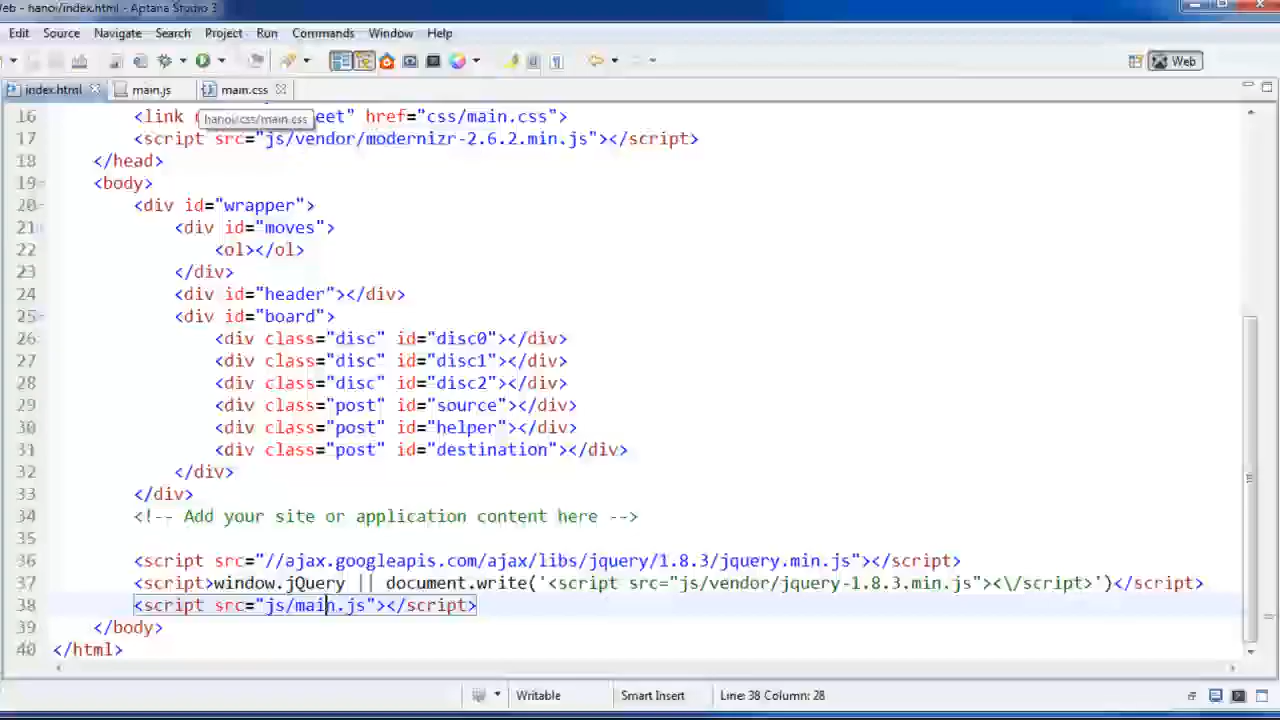 Web - hanoi/index.html - Aptana Studio 3
Edit Source Navigate Search Project Run Commands Window Help
Web
index.html main.js main.css
hanoi/css/main.css
16 <link eet" href="css/main.css">
17 <script src="js/vendor/modernizr-2.6.2.min.js"></script>
18 </head>
19 <body>
20 <div id="wrapper">
21 <div id="moves">
22 <ol></ol>
23 </div>
24 <div id="header"></div>
25 <div id="board">
26 <div class="disc" id="disc0"></div>
27 <div class="disc" id="disc1"></div>
28 <div class="disc" id="disc2"></div>
29 <div class="post" id="source"></div>
30 <div class="post" id="helper"></div>
31 <div class="post" id="destination"></div>
32 </div>
33 </div>
34 <!-- Add your site or application content here -->
35
36 <script src="//ajax.googleapis.com/ajax/libs/jquery/1.8.3/jquery.min.js"></script>
37 <script>window.jQuery || document.write('<script src="js/vendor/jquery-1.8.3.min.js"><\/script>')</script>
38 <script src="js/main.js"></script>
39 </body>
40 </html>
Writable Smart Insert Line: 38 Column: 28